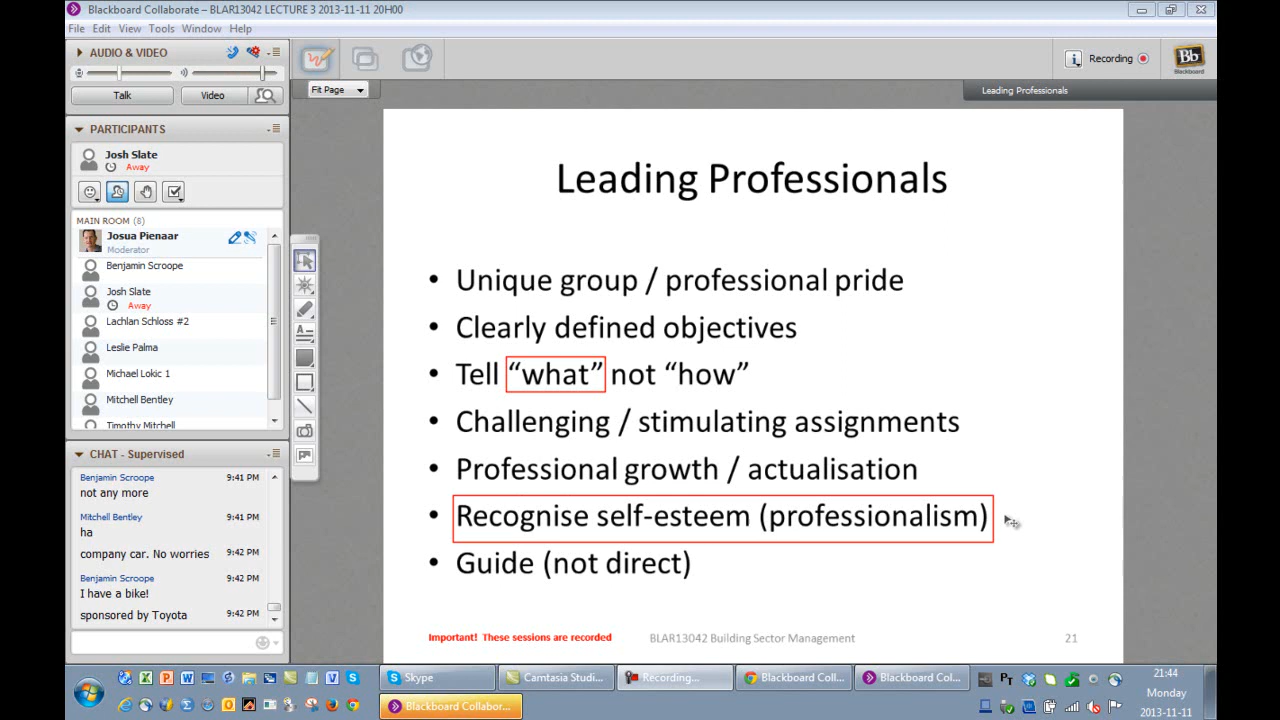 Blackboard Collaborate – BLAR13042 LECTURE 3 2013-11-11 20H00
File Edit View Tools Window Help
AUDIO & VIDEO
Talk Video
PARTICIPANTS
Josh Slate
Away
MAIN ROOM (8)
Josua Pienaar
Moderator
Benjamin Scroope
Josh Slate
Away
Lachlan Schloss #2
Leslie Palma
Michael Lokic 1
Mitchell Bentley
Timothy Mitchell
CHAT - Supervised
Benjamin Scroope 9:41 PM
not any more
Mitchell Bentley 9:41 PM
ha
company car. No worries 9:42 PM
Benjamin Scroope 9:42 PM
I have a bike!
sponsored by Toyota 9:42 PM
Fit Page
Recording
Bb
Blackboard
Leading Professionals
Leading Professionals
• Unique group / professional pride
• Clearly defined objectives
• Tell “what” not “how”
• Challenging / stimulating assignments
• Professional growth / actualisation
• Recognise self-esteem (professionalism)
• Guide (not direct)
Important! These sessions are recorded BLAR13042 Building Sector Management 21
Skype Camtasia Studi... Recording... Blackboard Coll... Blackboard Col...
Blackboard Collabor...
21:44
Monday
2013-11-11